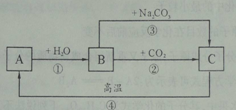 +Na₂CO₃
③
A
+H₂O
①
B
+CO₂
②
C
高温
④